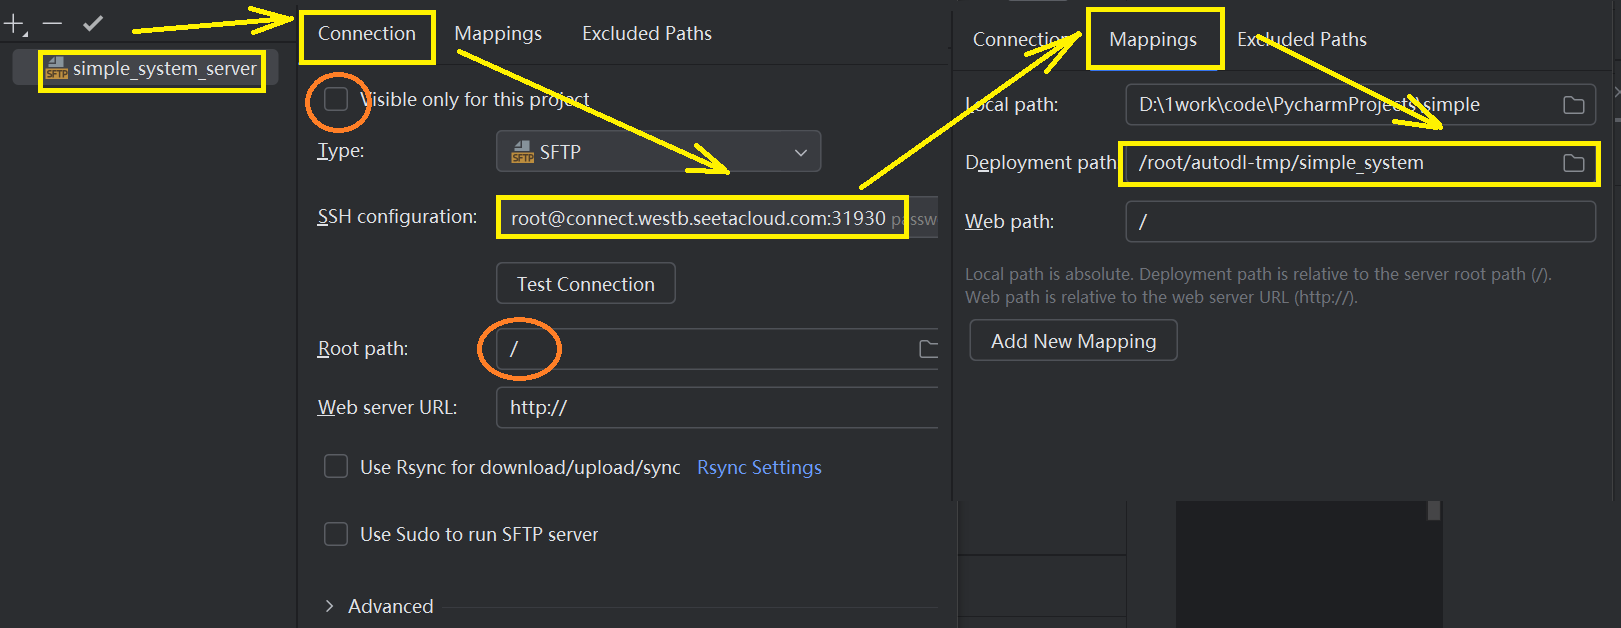 simple_system_server
Connection
Mappings
Excluded Paths
Visible only for this project
Type:
SFTP
SSH configuration:
root@connect.westb.seetacloud.com:31930 passw
Test Connection
Root path:
/
Web server URL:
http://
Use Rsync for download/upload/sync
Rsync Settings
Use Sudo to run SFTP server
Advanced
Connection
Mappings
Excluded Paths
Local path:
D:\1work\code\PycharmProjects\simple
Deployment path
/root/autodl-tmp/simple_system
Web path:
/
Local path is absolute. Deployment path is relative to the server root path (/).
Web path is relative to the web server URL (http://).
Add New Mapping